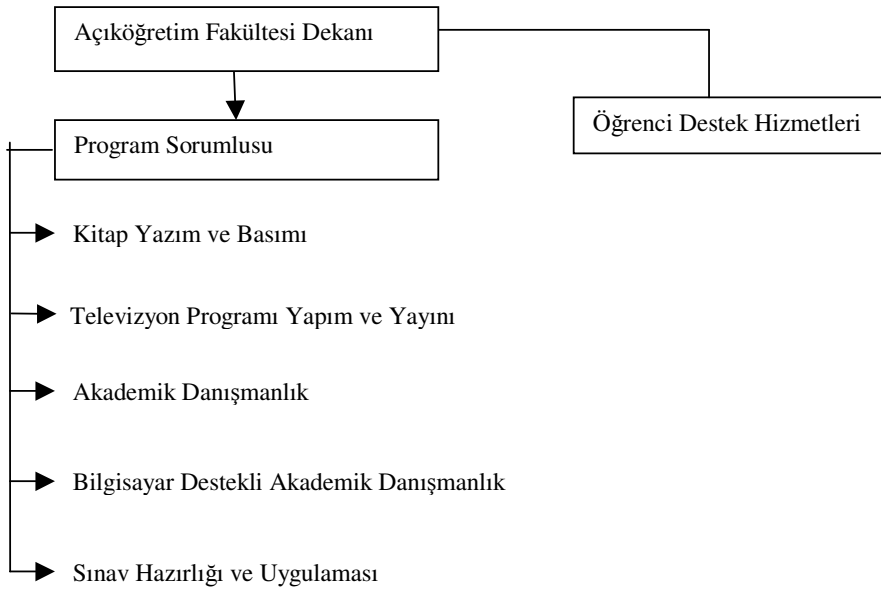 Açıköğretim Fakültesi Dekanı
Öğrenci Destek Hizmetleri
Program Sorumlusu
Kitap Yazım ve Basımı
Televizyon Programı Yapım ve Yayını
Akademik Danışmanlık
Bilgisayar Destekli Akademik Danışmanlık
Sınav Hazırlığı ve Uygulaması